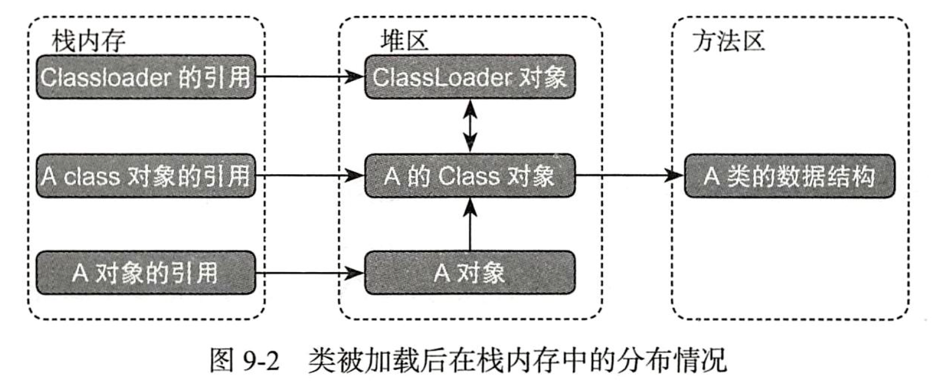 栈内存
堆区
方法区
Classloader 的引用
ClassLoader 对象
A class 对象的引用
A 的 Class 对象
A 类的数据结构
A 对象的引用
A 对象
图 9-2 类被加载后在栈内存中的分布情况